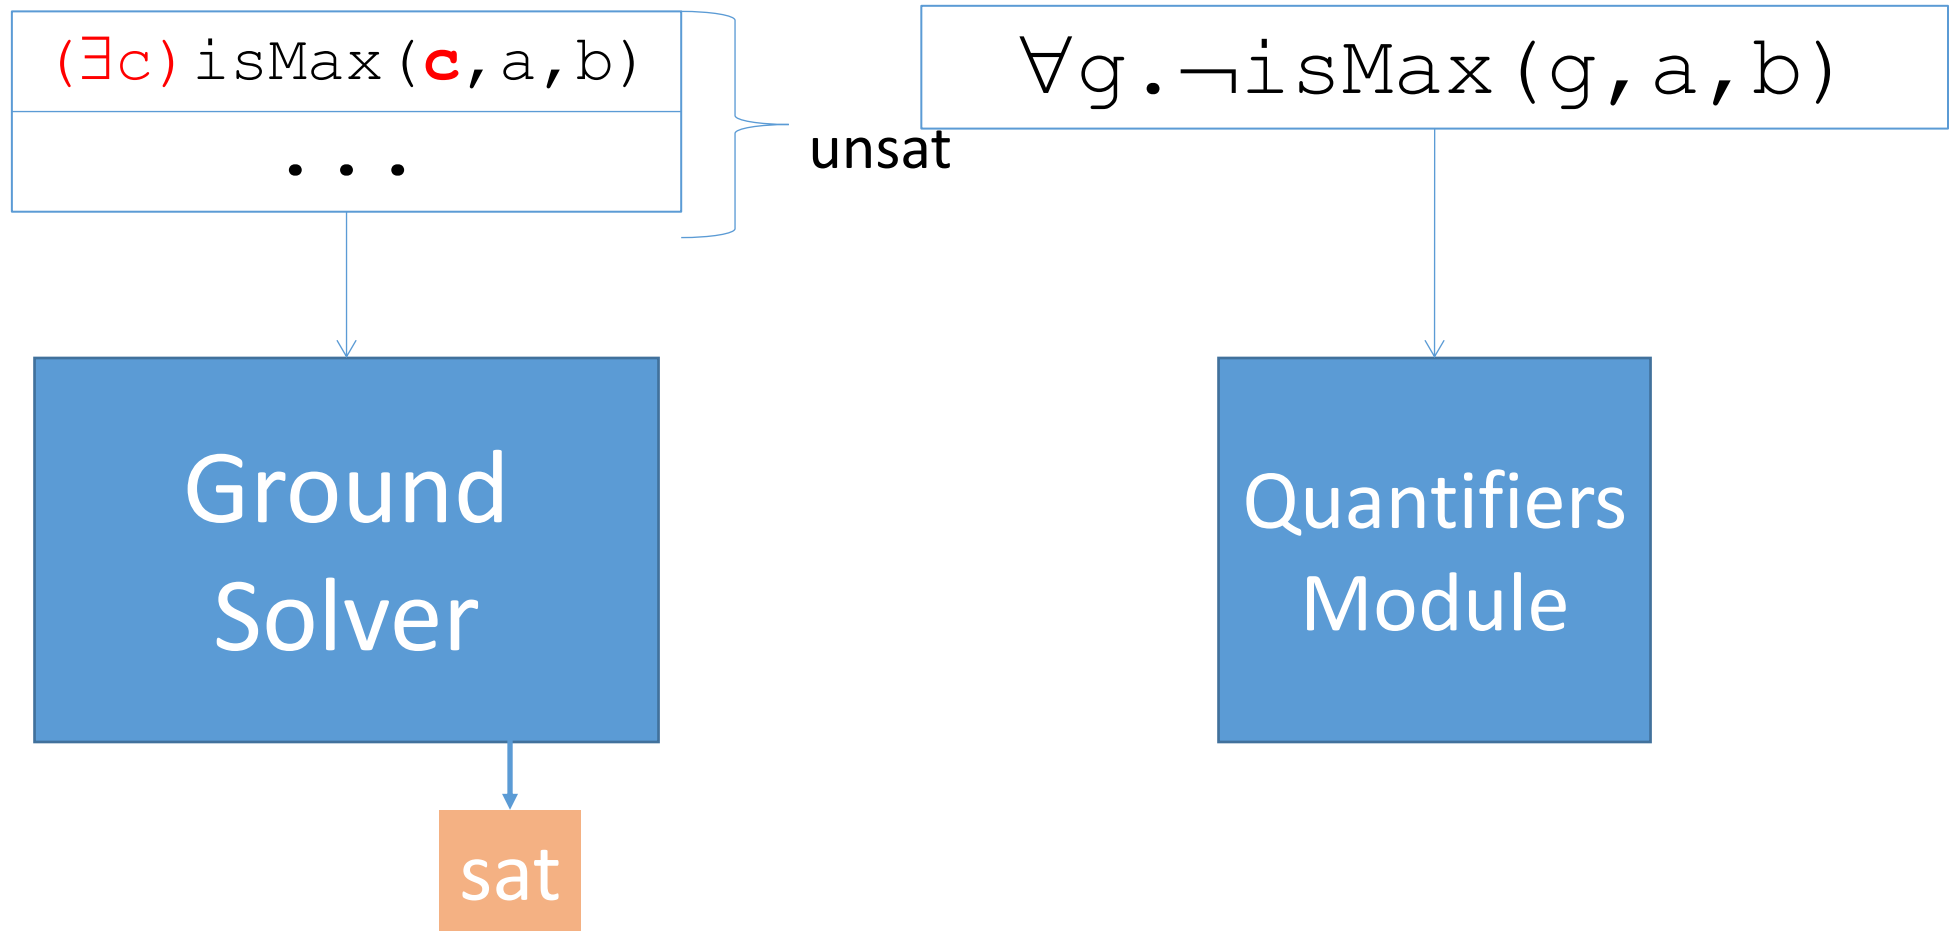 (∃c)isMax(c,a,b)
...
unsat
∀g.¬isMax(g,a,b)
Ground
Solver
Quantifiers
Module
sat